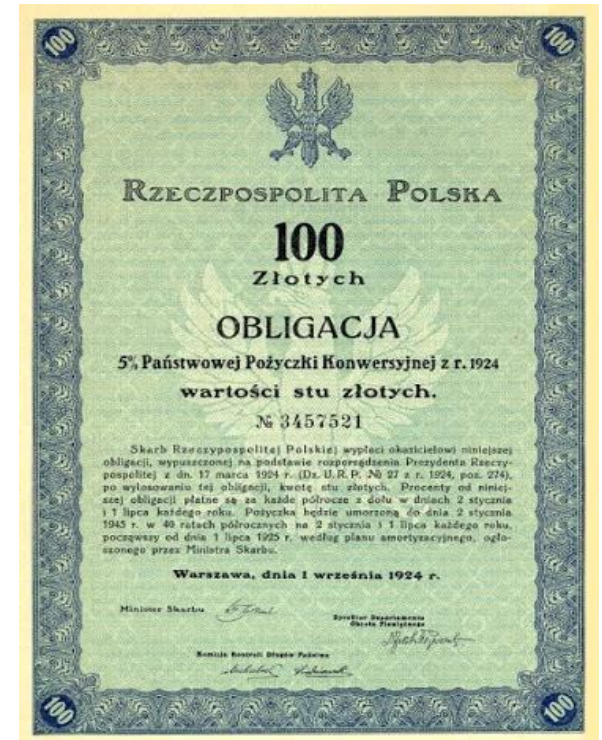 100 100
RZECZPOSPOLITA POLSKA
100
Złotych
OBLIGACJA
5% Państwowej Pożyczki Konwersyjnej z r. 1924
wartości stu złotych.
№ 3457521
Skarb Rzeczypospolitej Polskiej wypłaci okazicielowi niniejszej
obligacji, wypuszczonej na podstawie rozporządzenia Prezydenta Rzeczy-
pospolitej z dn. 17 marca 1924 r. (Dz. U. R. P. № 27 z r. 1924, poz. 274),
po wylosowaniu tej obligacji, kwotę stu złotych. Procenty od niniej-
szej obligacji płatne są za każde półrocze z dołu w dniach 2 stycznia
i 1 lipca każdego roku. Pożyczka będzie umorzona do dnia 2 stycznia
1945 r. w 40 ratach półrocznych na 2 stycznia i 1 lipca każdego roku,
począwszy od dnia 1 lipca 1925 r. według planu amortyzacyjnego, ogło-
szonego przez Ministra Skarbu.
Warszawa, dnia 1 września 1924 r.
Minister Skarbu
Dyrektor Departamentu
Obrotu Pieniężnego
Komisja Kontroli Długów Państwa
100 100